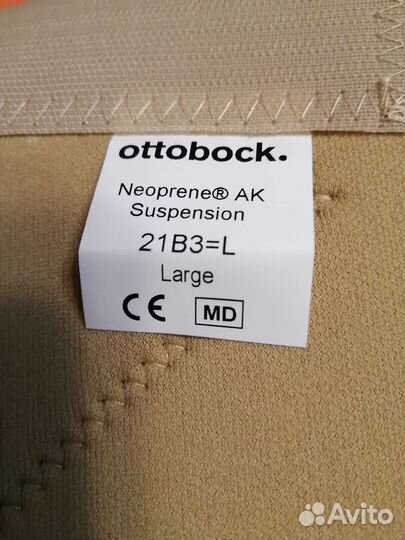 ottobock.
Neoprene® AK
Suspension
21B3=L
Large
CE MD
Avito